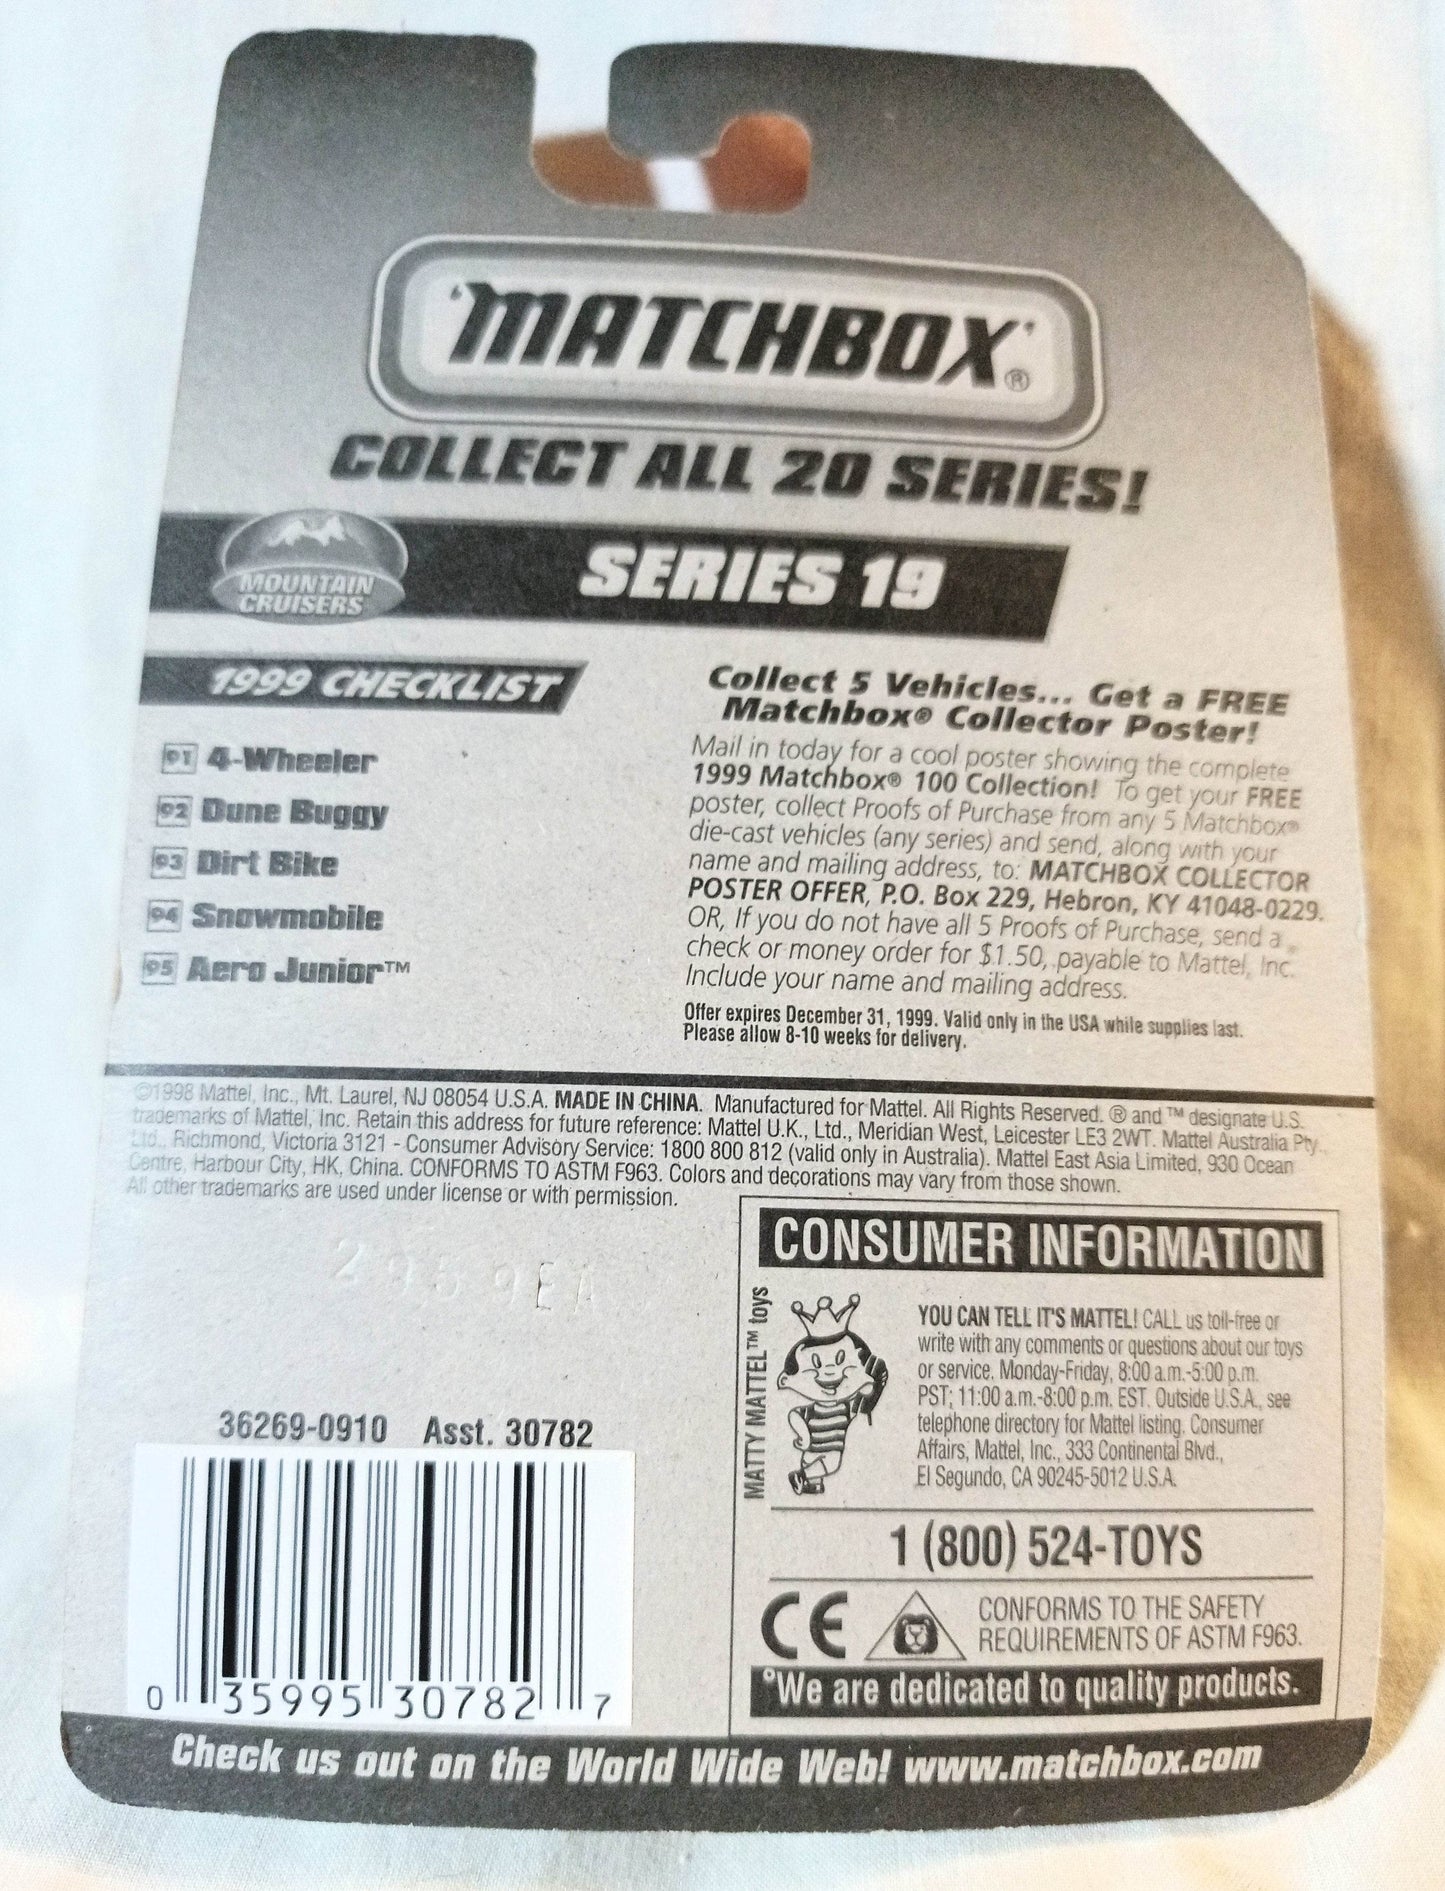 'MATCHBOX'®
COLLECT ALL 20 SERIES!
MOUNTAIN
CRUISERS
SERIES 19
1999 CHECKLIST
91 4-Wheeler
92 Dune Buggy
93 Dirt Bike
94 Snowmobile
95 Aero Junior™
Collect 5 Vehicles... Get a FREE
Matchbox® Collector Poster!
Mail in today for a cool poster showing the complete
1999 Matchbox® 100 Collection! To get your FREE
poster, collect Proofs of Purchase from any 5 Matchbox®
die-cast vehicles (any series) and send, along with your
name and mailing address, to: MATCHBOX COLLECTOR
POSTER OFFER, P.O. Box 229, Hebron, KY 41048-0229.
OR, If you do not have all 5 Proofs of Purchase, send a
check or money order for $1.50, payable to Mattel, Inc.
Include your name and mailing address.
Offer expires December 31, 1999. Valid only in the USA while supplies last.
Please allow 8-10 weeks for delivery.
©1998 Mattel, Inc., Mt. Laurel, NJ 08054 U.S.A. MADE IN CHINA. Manufactured for Mattel. All Rights Reserved. ® and ™ designate U.S.
trademarks of Mattel, Inc. Retain this address for future reference: Mattel U.K., Ltd., Meridian West, Leicester LE3 2WT. Mattel Australia Pty.
Ltd., Richmond, Victoria 3121 - Consumer Advisory Service: 1800 800 812 (valid only in Australia). Mattel East Asia Limited, 930 Ocean
Centre, Harbour City, HK, China. CONFORMS TO ASTM F963. Colors and decorations may vary from those shown.
All other trademarks are used under license or with permission.
36269-0910 Asst. 30782
0 35995 30782 7
CONSUMER INFORMATION
MATTY MATTEL™ toys
YOU CAN TELL IT'S MATTEL! CALL us toll-free or
write with any comments or questions about our toys
or service. Monday-Friday, 8:00 a.m.-5:00 p.m.
PST; 11:00 a.m.-8:00 p.m. EST. Outside U.S.A., see
telephone directory for Mattel listing. Consumer
Affairs, Mattel, Inc., 333 Continental Blvd.,
El Segundo, CA 90245-5012 U.S.A.
1 (800) 524-TOYS
CE
CONFORMS TO THE SAFETY
REQUIREMENTS OF ASTM F963.
°We are dedicated to quality products.
Check us out on the World Wide Web! www.matchbox.com